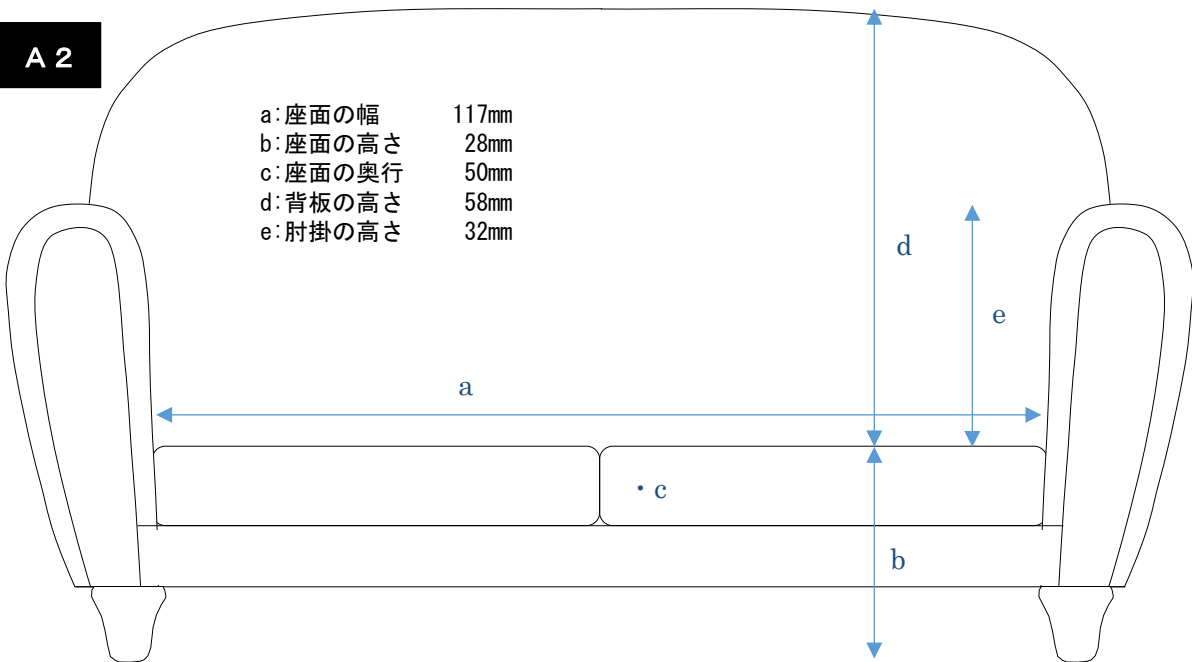 A2
a:座面の幅 117mm
b:座面の高さ 28mm
c:座面の奥行 50mm
d:背板の高さ 58mm
e:肘掛の高さ 32mm
d
e
a
・c
b